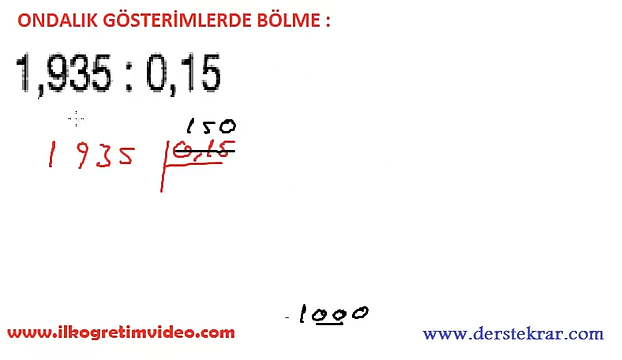 ONDALIK GÖSTERİMLERDE BÖLME :
1,935 : 0,15
150
1935 0,15
1000
www.ilkogretimvideo.com
www.derstekrar.com